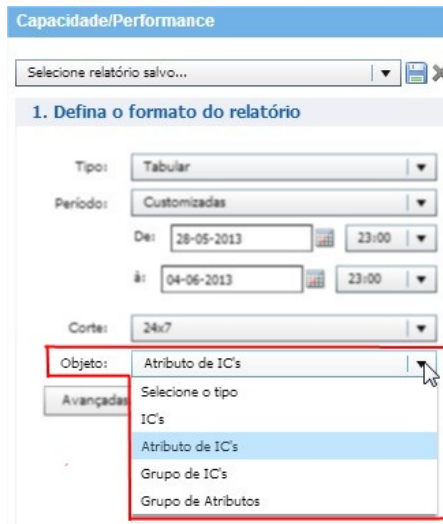 Capacidade/Performance
Selecione relatório salvo...
1. Defina o formato do relatório
Tipo: Tabular
Período: Customizadas
De: 28-05-2013 23:00
à: 04-06-2013 23:00
Corte: 24x7
Objeto: Atributo de IC's
Avançadas
Selecione o tipo
IC's
Atributo de IC's
Grupo de IC's
Grupo de Atributos